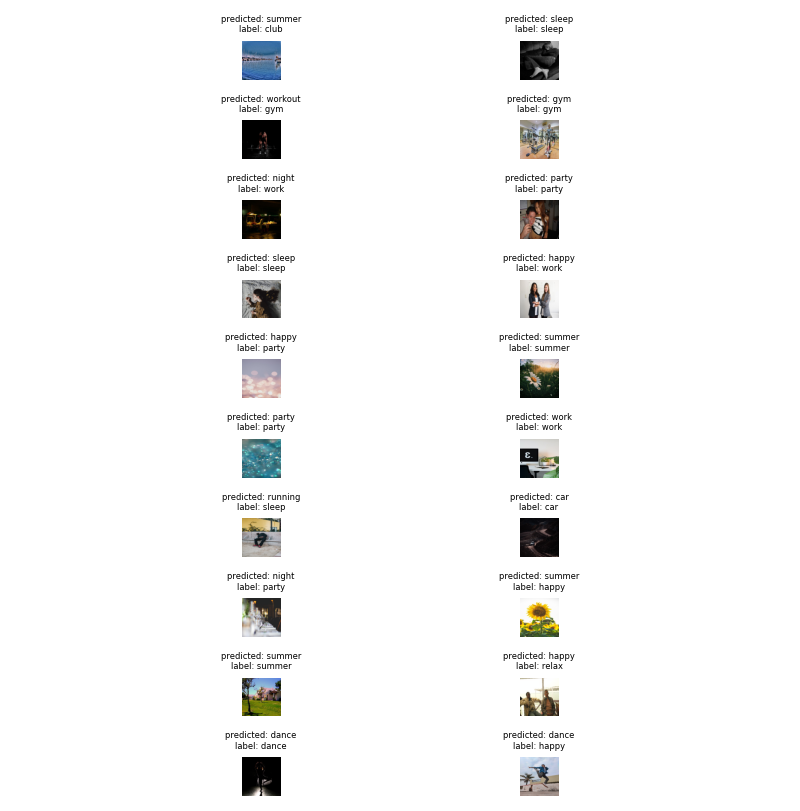 predicted: summer
label: club
predicted: sleep
label: sleep
predicted: workout
label: gym
predicted: gym
label: gym
predicted: night
label: work
predicted: party
label: party
predicted: sleep
label: sleep
predicted: happy
label: work
predicted: happy
label: party
predicted: summer
label: summer
predicted: party
label: party
predicted: work
label: work
predicted: running
label: sleep
predicted: car
label: car
predicted: night
label: party
predicted: summer
label: happy
predicted: summer
label: summer
predicted: happy
label: relax
predicted: dance
label: dance
predicted: dance
label: happy